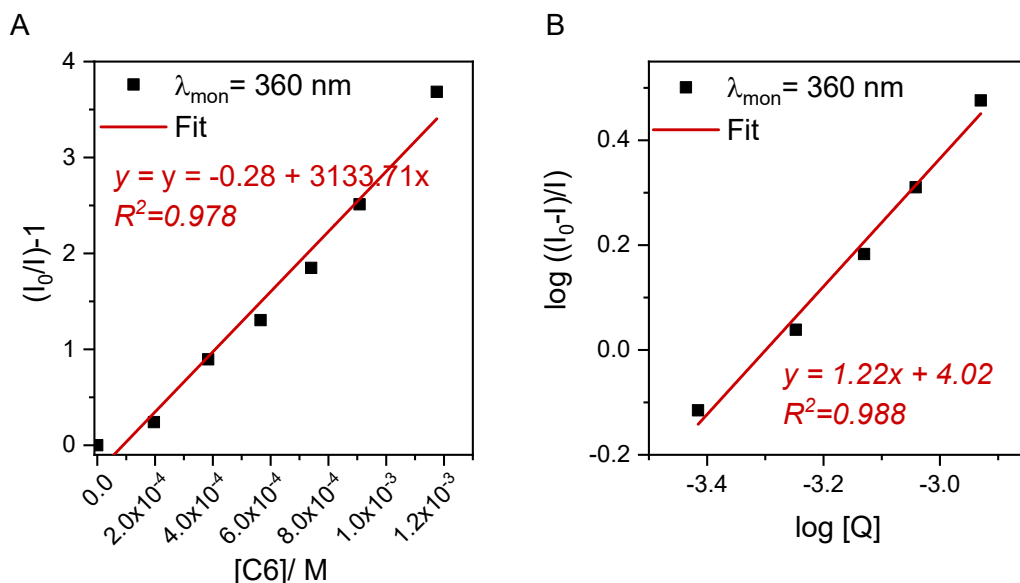 A
4
3
2
1
0
(I₀/I)-1
λmon= 360 nm
Fit
y = y = -0.28 + 3133.71x
R²=0.978
0.0
2.0x10⁻⁴
4.0x10⁻⁴
6.0x10⁻⁴
8.0x10⁻⁴
1.0x10⁻³
1.2x10⁻³
[C6]/ M
B
0.4
0.2
0.0
-0.2
log ((I₀-I)/I)
λmon= 360 nm
Fit
y = 1.22x + 4.02
R²=0.988
-3.4
-3.2
-3.0
log [Q]